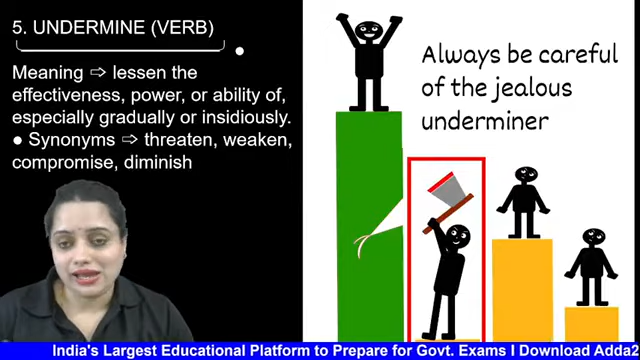 5. UNDERMINE (VERB)
Meaning ⇨ lessen the
effectiveness, power, or ability of,
especially gradually or insidiously.
● Synonyms ⇨ threaten, weaken,
compromise, diminish
Always be careful
of the jealous
underminer
India's Largest Educational Platform to Prepare for Govt. Exams I Download Adda2